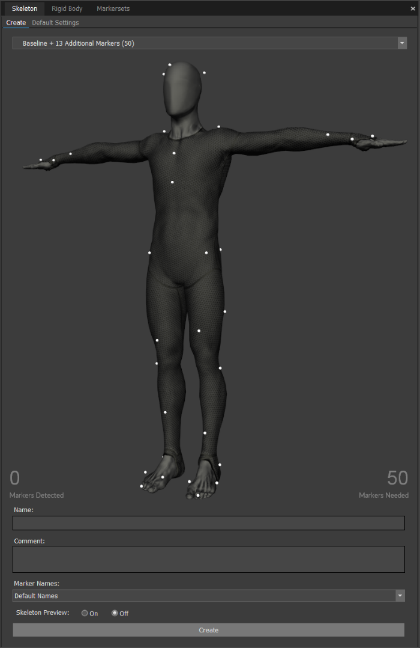 Skeleton Rigid Body Markersets
Create Default Settings
Baseline + 13 Additional Markers (50)
0 50
Markers Detected Markers Needed
Name:
Comment:
Marker Names:
Default Names
Skeleton Preview: On Off
Create